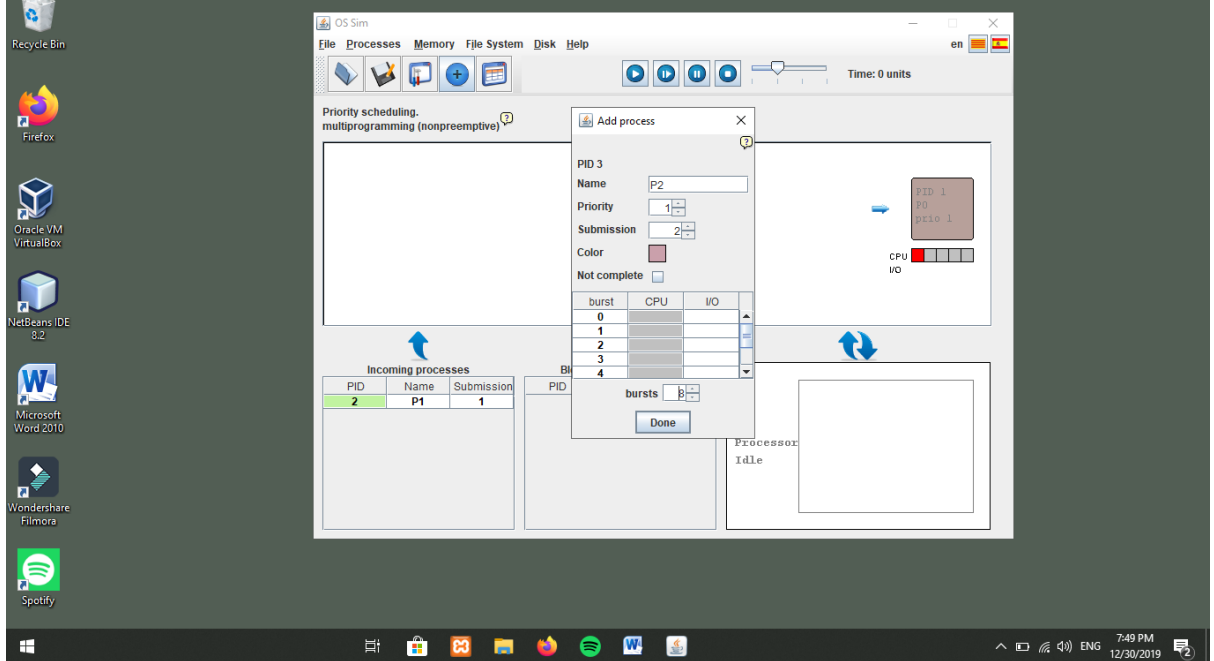 Recycle Bin
Firefox
Oracle VM
VirtualBox
NetBeans IDE
8.2
Microsoft
Word 2010
Wondershare
Filmora
Spotify
OS Sim
File Processes Memory File System Disk Help
en
Time: 0 units
Priority scheduling.
multiprogramming (nonpreemptive)
Add process
PID 3
Name P2
Priority 1
Submission 2
Color
Not complete
burst CPU I/O
0
1
2
3
4
bursts 8
Done
PID 1
P0
prio 1
CPU
I/O
Incoming processes
PID Name Submission
2 P1 1
Bl
PID
Processor
Idle
ENG
7:49 PM
12/30/2019
2